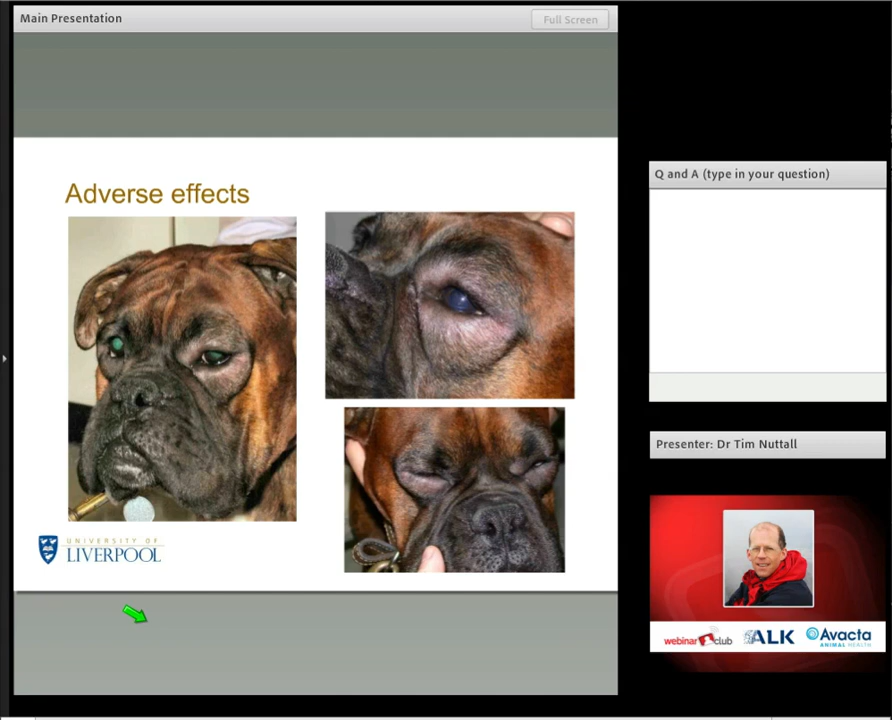 Main Presentation
Full Screen
Adverse effects
UNIVERSITY OF
LIVERPOOL
Q and A (type in your question)
Presenter: Dr Tim Nuttall
webinar club
ALK
Avacta
ANIMAL HEALTH